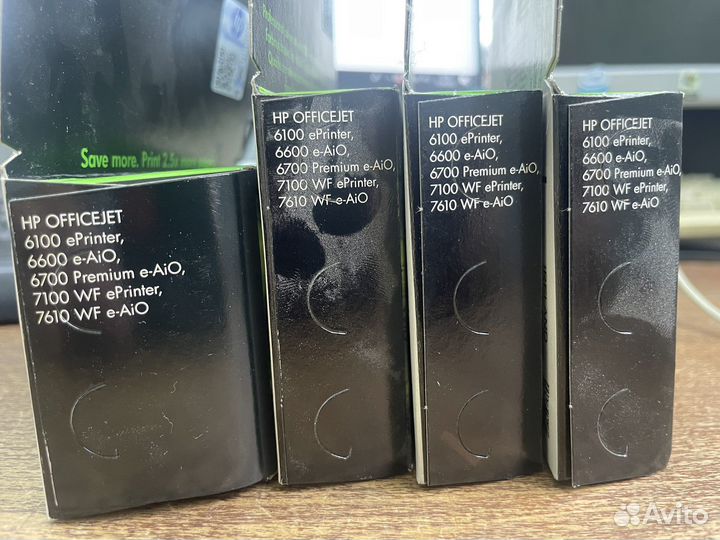 Save more. Print 2.5x
HP OFFICEJET
6100 ePrinter,
6600 e-AiO,
6700 Premium e-AiO,
7100 WF ePrinter,
7610 WF e-AiO
HP OFFICEJET
6100 ePrinter,
6600 e-AiO,
6700 Premium e-AiO,
7100 WF ePrinter,
7610 WF e-AiO
HP OFFICEJET
6100 ePrinter,
6600 e-AiO,
6700 Premium e-AiO,
7100 WF ePrinter,
7610 WF e-AiO
HP OFFICEJET
6100 ePrinter,
6600 e-AiO,
6700 Premium e-AiO,
7100 WF ePrinter,
7610 WF e-AiO
Avito